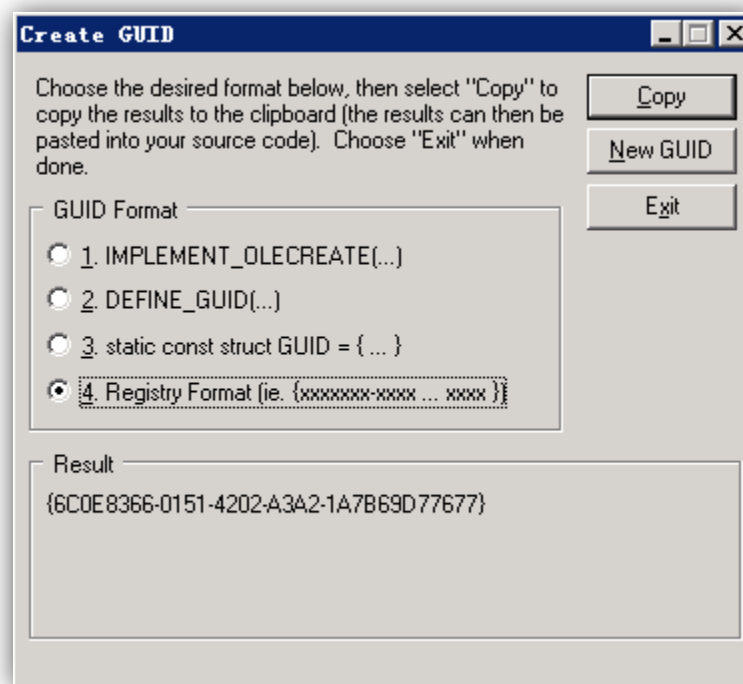 Create GUID
Choose the desired format below, then select "Copy" to
copy the results to the clipboard (the results can then be
pasted into your source code).  Choose "Exit" when
done.
Copy
New GUID
Exit
GUID Format
1. IMPLEMENT_OLECREATE(...)
2. DEFINE_GUID(...)
3. static const struct GUID = { ... }
4. Registry Format (ie. {xxxxxxx-xxxx ... xxxx })
Result
{6C0E8366-0151-4202-A3A2-1A7B69D77677}